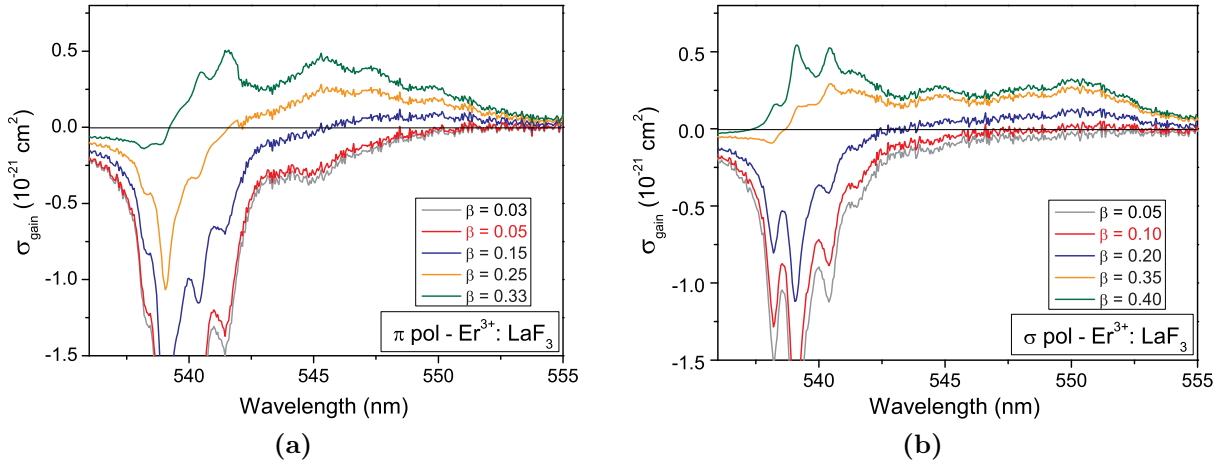 0.5
0.0
-0.5
-1.0
-1.5
σgain (10⁻²¹ cm²)
540 545 550 555
Wavelength (nm)
β = 0.03
β = 0.05
β = 0.15
β = 0.25
β = 0.33
π pol - Er³⁺: LaF₃
(a)
0.5
0.0
-0.5
-1.0
-1.5
σgain (10⁻²¹ cm²)
540 545 550 555
Wavelength (nm)
β = 0.05
β = 0.10
β = 0.20
β = 0.35
β = 0.40
σ pol - Er³⁺: LaF₃
(b)